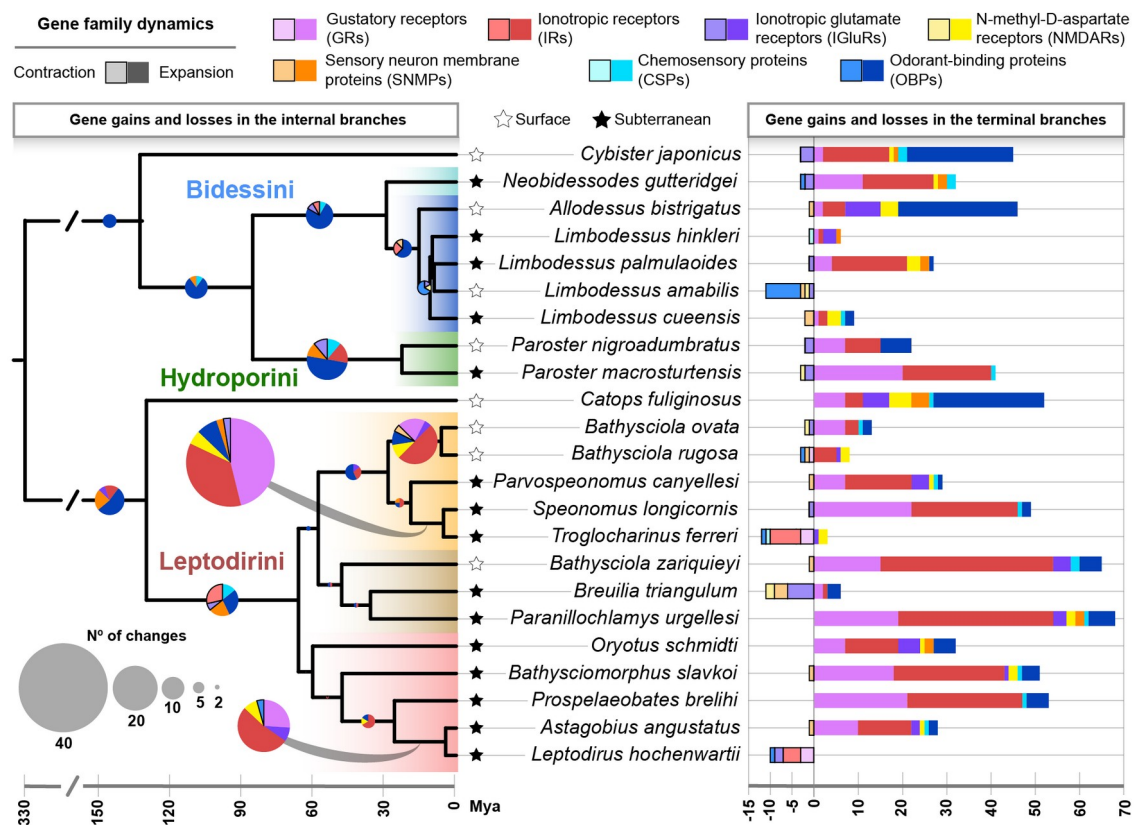 Gene family dynamics
Contraction
Expansion
Gustatory receptors
(GRs)
Ionotropic receptors
(IRs)
Ionotropic glutamate
receptors (IGluRs)
N-methyl-D-aspartate
receptors (NMDARs)
Sensory neuron membrane
proteins (SNMPs)
Chemosensory proteins
(CSPs)
Odorant-binding proteins
(OBPs)
Gene gains and losses in the internal branches
Surface
Subterranean
Gene gains and losses in the terminal branches
Bidessini
Hydroporini
Leptodirini
Cybister japonicus
Neobidessodes gutteridgei
Allodessus bistrigatus
Limbodessus hinkleri
Limbodessus palmulaoides
Limbodessus amabilis
Limbodessus cueensis
Paroster nigroadumbratus
Paroster macrosturtensis
Catops fuliginosus
Bathysciola ovata
Bathysciola rugosa
Parvospeonomus canyellesi
Speonomus longicornis
Troglocharinus ferreri
Bathysciola zariquieyi
Breuilia triangulum
Paranillochlamys urgellesi
Oryotus schmidti
Bathysciomorphus slavkoi
Prospelaeobates brelihi
Astagobius angustatus
Leptodirus hochenwartii
Nº of changes
40
20
10
5
2
330
150
120
90
60
30
0
Mya
-15
-10
-5
0
10
20
30
40
50
60
70